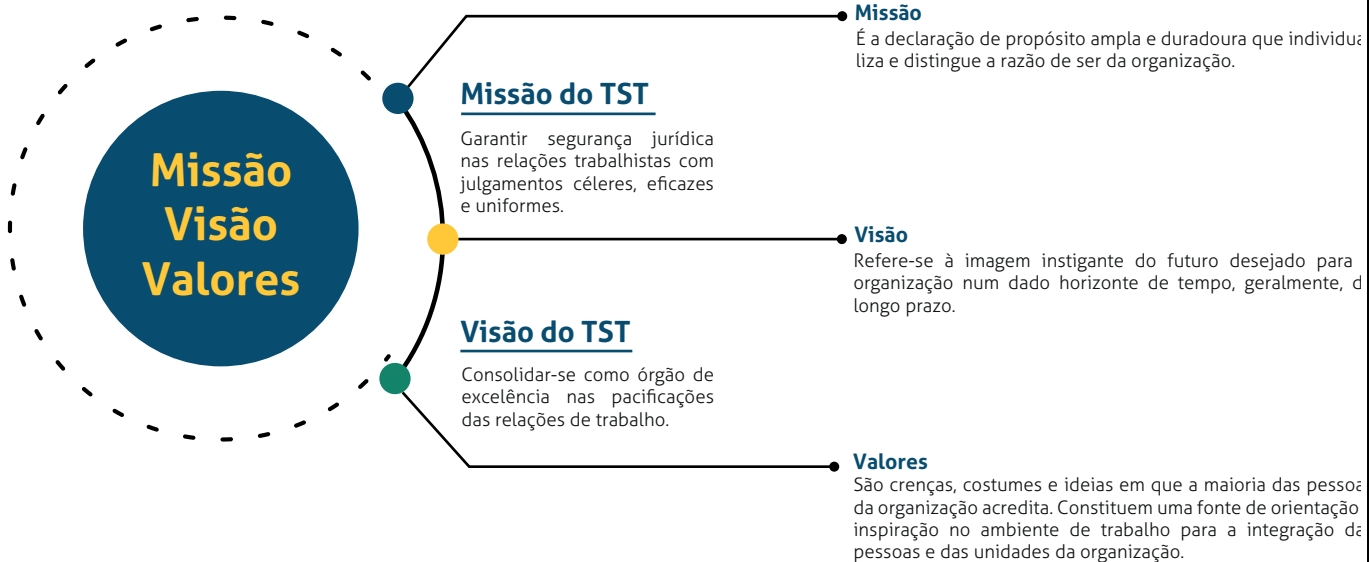 Missão
Visão
Valores
Missão do TST
Garantir segurança jurídica
nas relações trabalhistas com
julgamentos céleres, eficazes
e uniformes.
Visão do TST
Consolidar-se como órgão de
excelência nas pacificações
das relações de trabalho.
Missão
É a declaração de propósito ampla e duradoura que individua
liza e distingue a razão de ser da organização.
Visão
Refere-se à imagem instigante do futuro desejado para
organização num dado horizonte de tempo, geralmente, d
longo prazo.
Valores
São crenças, costumes e ideias em que a maioria das pessoa
da organização acredita. Constituem uma fonte de orientação
inspiração no ambiente de trabalho para a integração da
pessoas e das unidades da organização.